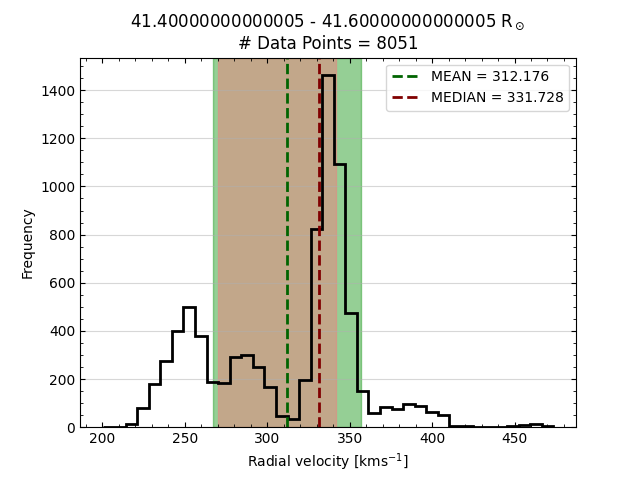 41.40000000000005 - 41.60000000000005 R⊙
# Data Points = 8051
MEAN = 312.176
MEDIAN = 331.728
1400
1200
1000
800
600
400
200
0
Frequency
200 250 300 350 400 450
Radial velocity [kms⁻¹]